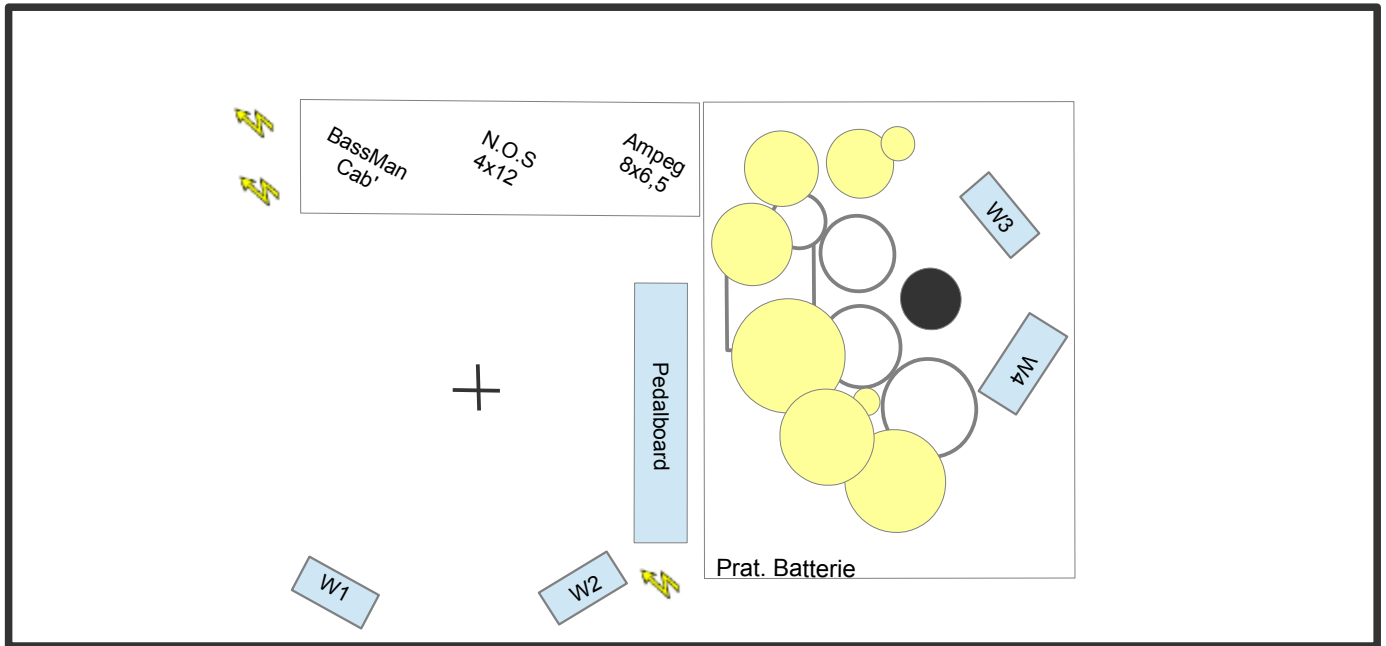 BassMan
Cab'
N.O.S
4x12
Ampeg
8x6,5
W3
W4
Pedalboard
Prat. Batterie
W1
W2